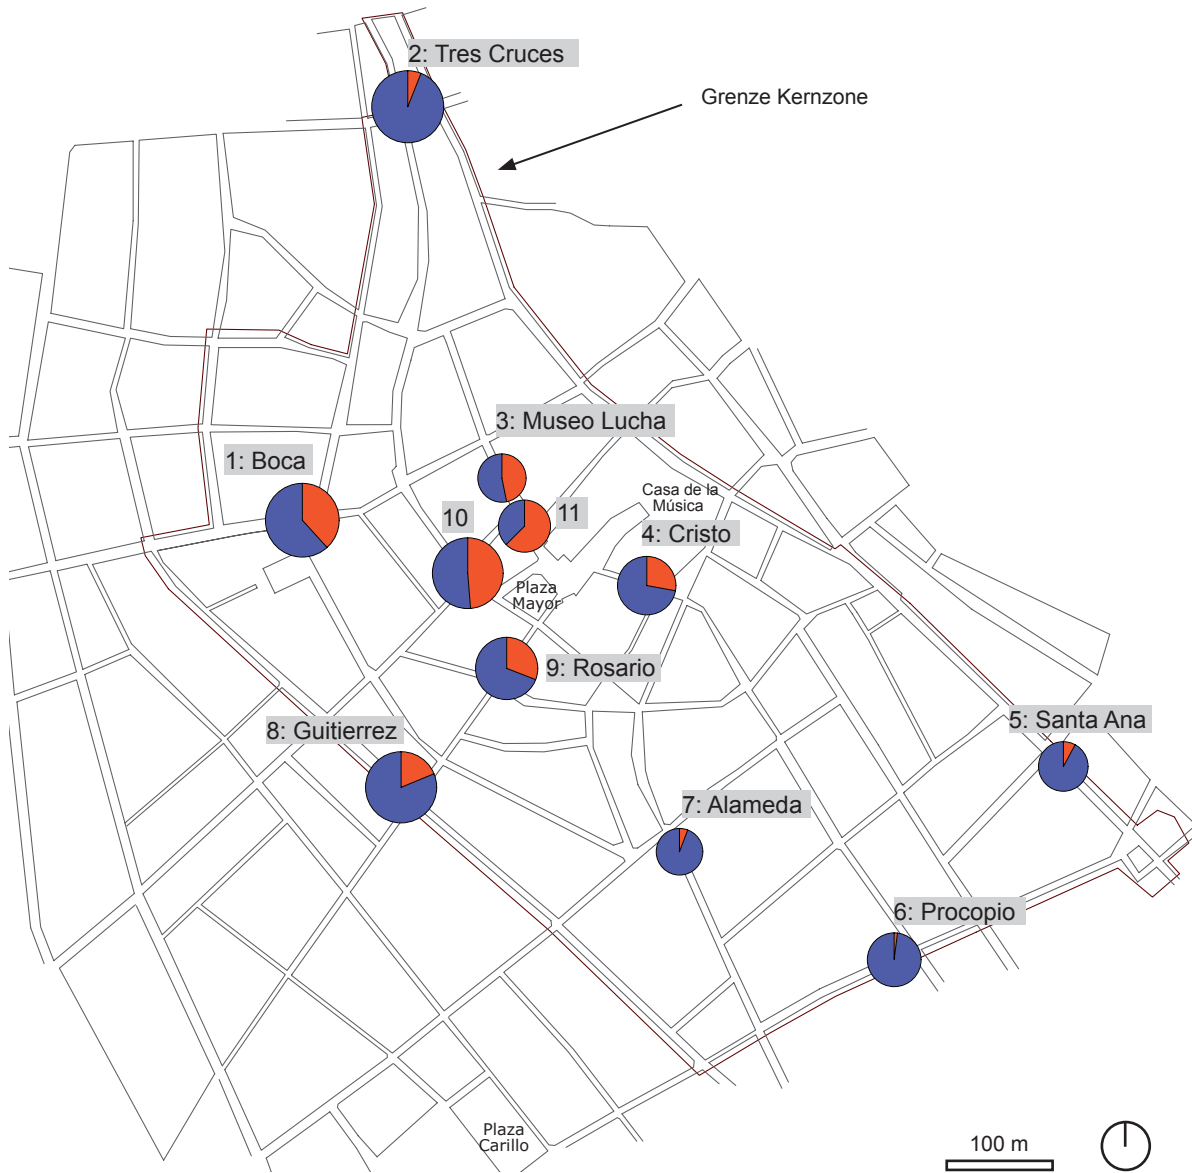 2: Tres Cruces
Grenze Kernzone
3: Museo Lucha
1: Boca
Casa de la
Música
10
11
4: Cristo
Plaza
Mayor
9: Rosario
8: Guitierrez
5: Santa Ana
7: Alameda
6: Procopio
Plaza
Carillo
100 m